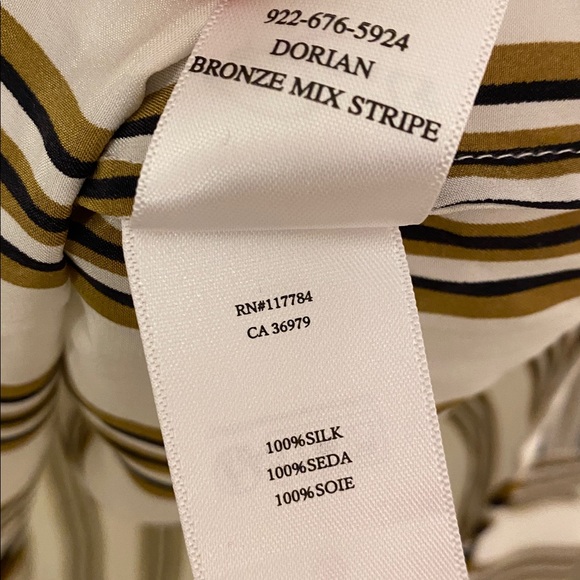 922-676-5924
DORIAN
BRONZE MIX STRIPE
RN#117784
CA 36979
100%SILK
100%SEDA
100%SOIE